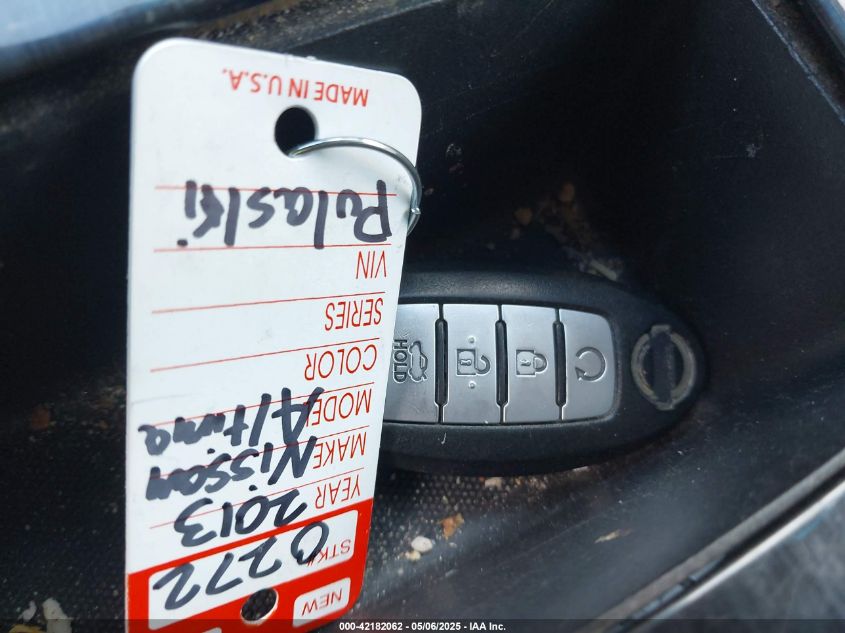 NEW
STK# 0272
YEAR 2013
MAKE Nissan
MODEL Altima
COLOR
SERIES
VIN
Pulaski
MADE IN U.S.A.
HOLD
000-42182062 - 05/06/2025 - IAA Inc.